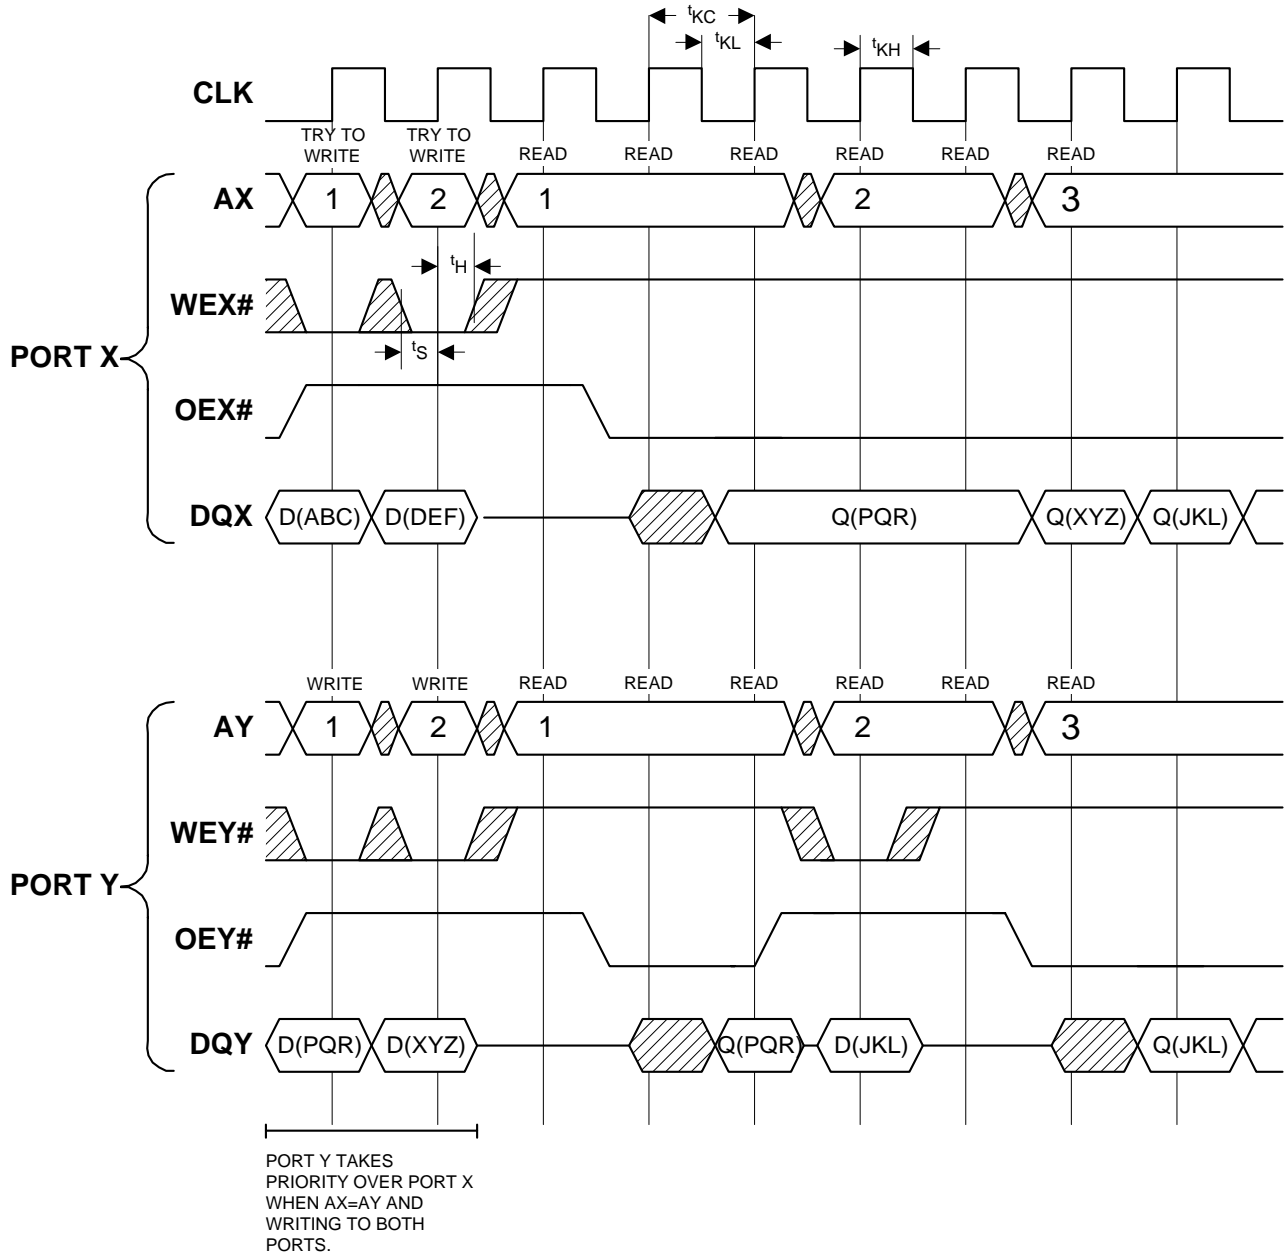 tKC
tKL
tKH
CLK
TRY TO WRITE TRY TO WRITE READ READ READ READ READ READ
AX 1 2 1 2 3
tH
WEX#
tS
PORT X
OEX#
DQX D(ABC) D(DEF) Q(PQR) Q(XYZ) Q(JKL)
WRITE WRITE READ READ READ READ READ READ
AY 1 2 1 2 3
WEY#
PORT Y
OEY#
DQY D(PQR) D(XYZ) Q(PQR) D(JKL) Q(JKL)
PORT Y TAKES
PRIORITY OVER PORT X
WHEN AX=AY AND
WRITING TO BOTH
PORTS.